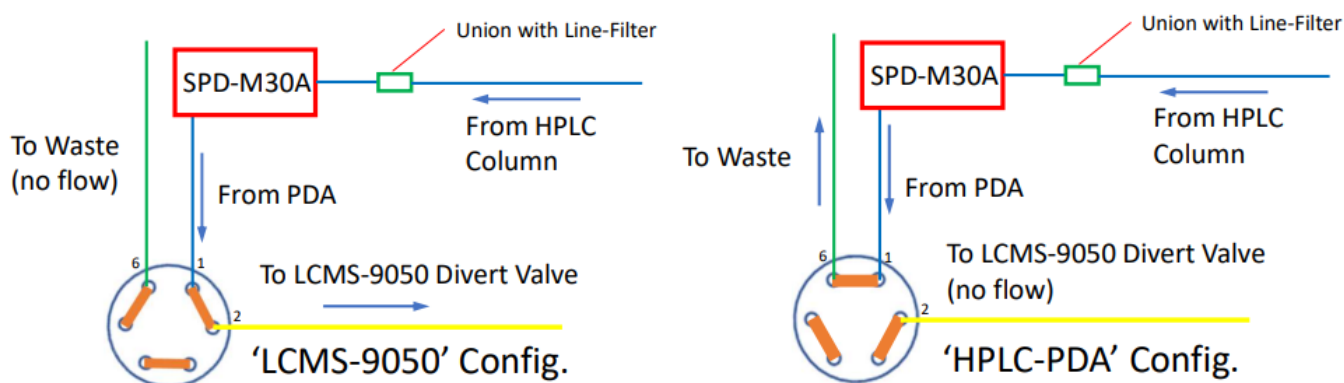 Union with Line-Filter
SPD-M30A
From HPLC
Column
To Waste
(no flow)
From PDA
6
1
To LCMS-9050 Divert Valve
2
‘LCMS-9050’ Config.
Union with Line-Filter
SPD-M30A
From HPLC
Column
To Waste
From PDA
6
1
To LCMS-9050 Divert Valve
(no flow)
2
‘HPLC-PDA’ Config.